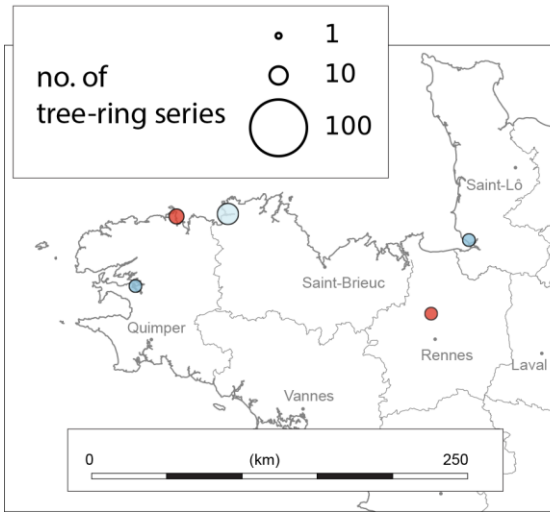 1
no. of
10
tree-ring series
100
Saint-Lô
Saint-Brieuc
Quimper
Rennes
Laval
Vannes
0 (km) 250